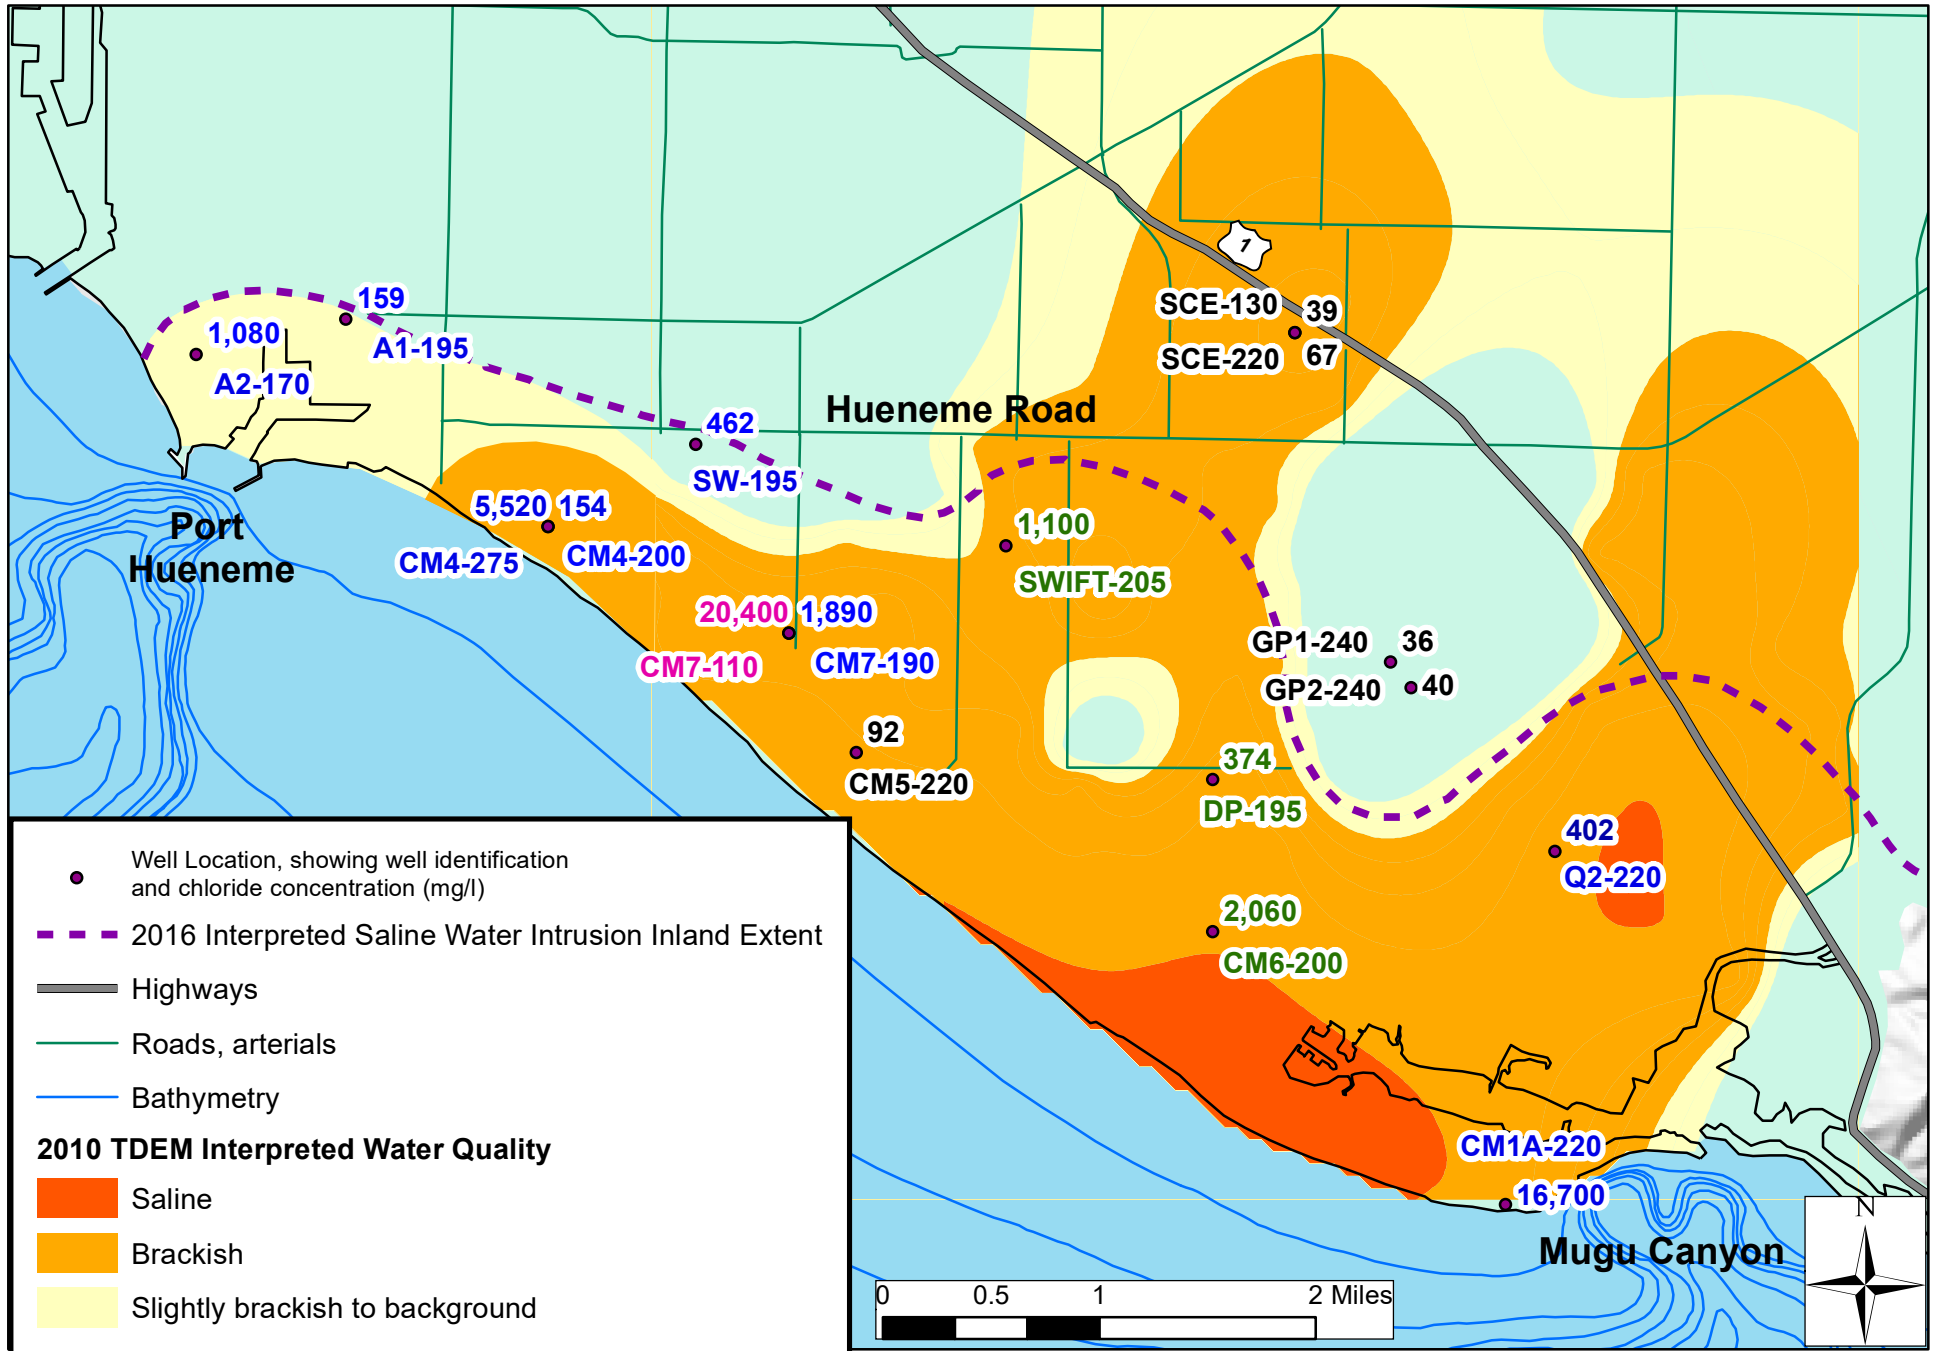 1
SCE-130 39
SCE-220 67
159
A1-195
1,080
A2-170
Hueneme Road
462
SW-195
5,520 154
CM4-275 CM4-200
Port
Hueneme
1,100
SWIFT-205
20,400 1,890
CM7-110 CM7-190
GP1-240 36
GP2-240 40
92
CM5-220
374
DP-195
402
Q2-220
2,060
CM6-200
CM1A-220
16,700
Mugu Canyon
Well Location, showing well identification
and chloride concentration (mg/l)
2016 Interpreted Saline Water Intrusion Inland Extent
Highways
Roads, arterials
Bathymetry
2010 TDEM Interpreted Water Quality
Saline
Brackish
Slightly brackish to background
0 0.5 1 2 Miles
N